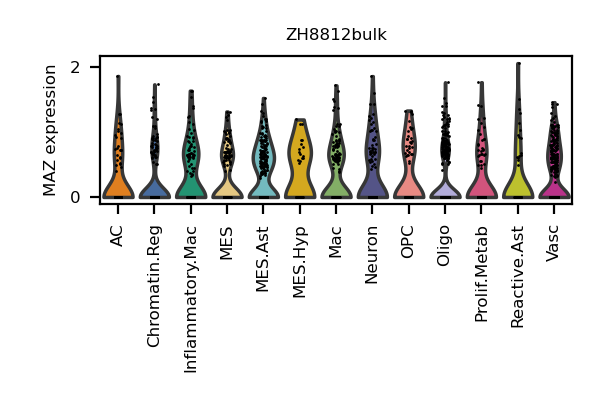 ZH8812bulk
MAZ expression
2
0
AC
Chromatin.Reg
Inflammatory.Mac
MES
MES.Ast
MES.Hyp
Mac
Neuron
OPC
Oligo
Prolif.Metab
Reactive.Ast
Vasc